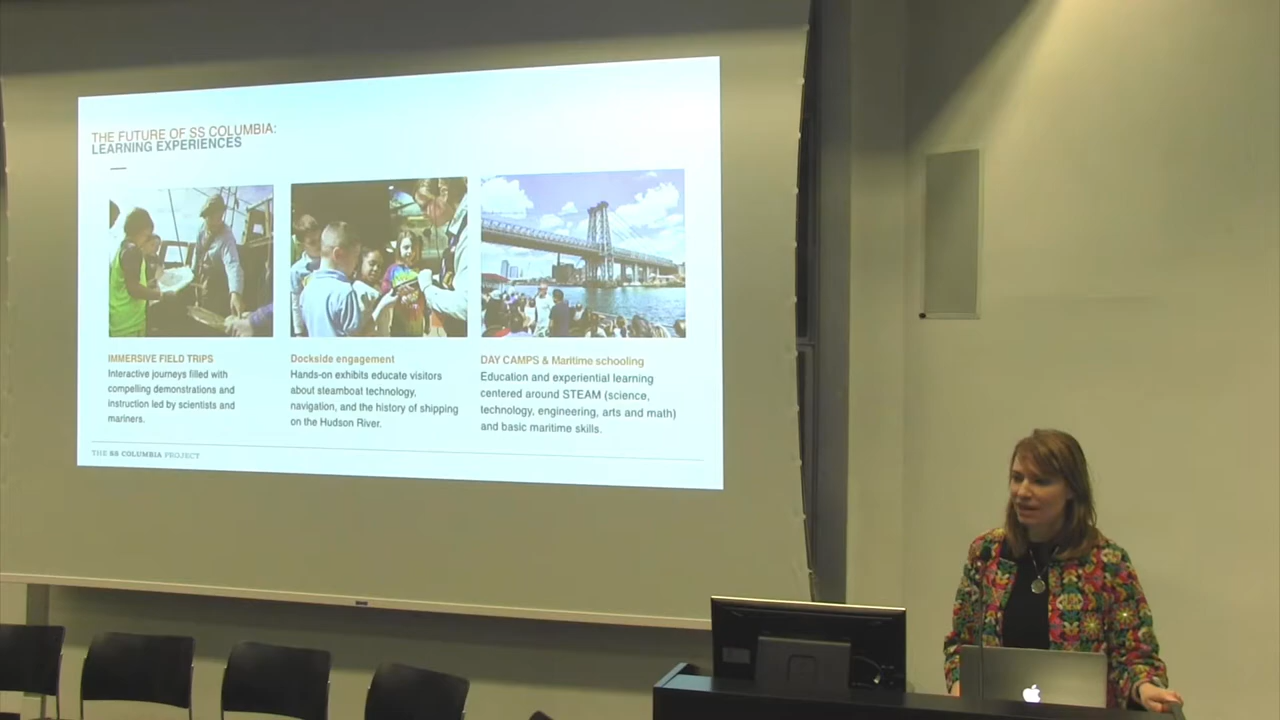 THE FUTURE OF SS COLUMBIA:
LEARNING EXPERIENCES
IMMERSIVE FIELD TRIPS
Interactive journeys filled with
compelling demonstrations and
instruction led by scientists and
mariners.
Dockside engagement
Hands-on exhibits educate visitors
about steamboat technology,
navigation, and the history of shipping
on the Hudson River.
DAY CAMPS & Maritime schooling
Education and experiential learning
centered around STEAM (science,
technology, engineering, arts and math)
and basic maritime skills.
THE SS COLUMBIA PROJECT